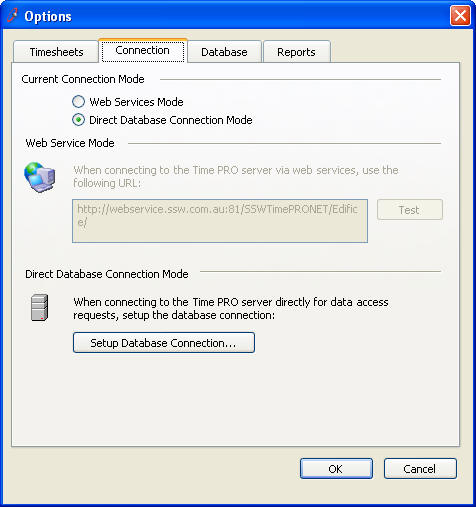 Options
Timesheets
Connection
Database
Reports
Current Connection Mode
Web Services Mode
Direct Database Connection Mode
Web Service Mode
When connecting to the Time PRO server via web services, use the
following URL:
http://webservice.ssw.com.au:81/SSWTimePRONET/Edific
e/
Test
Direct Database Connection Mode
When connecting to the Time PRO server directly for data access
requests, setup the database connection:
Setup Database Connection...
OK
Cancel